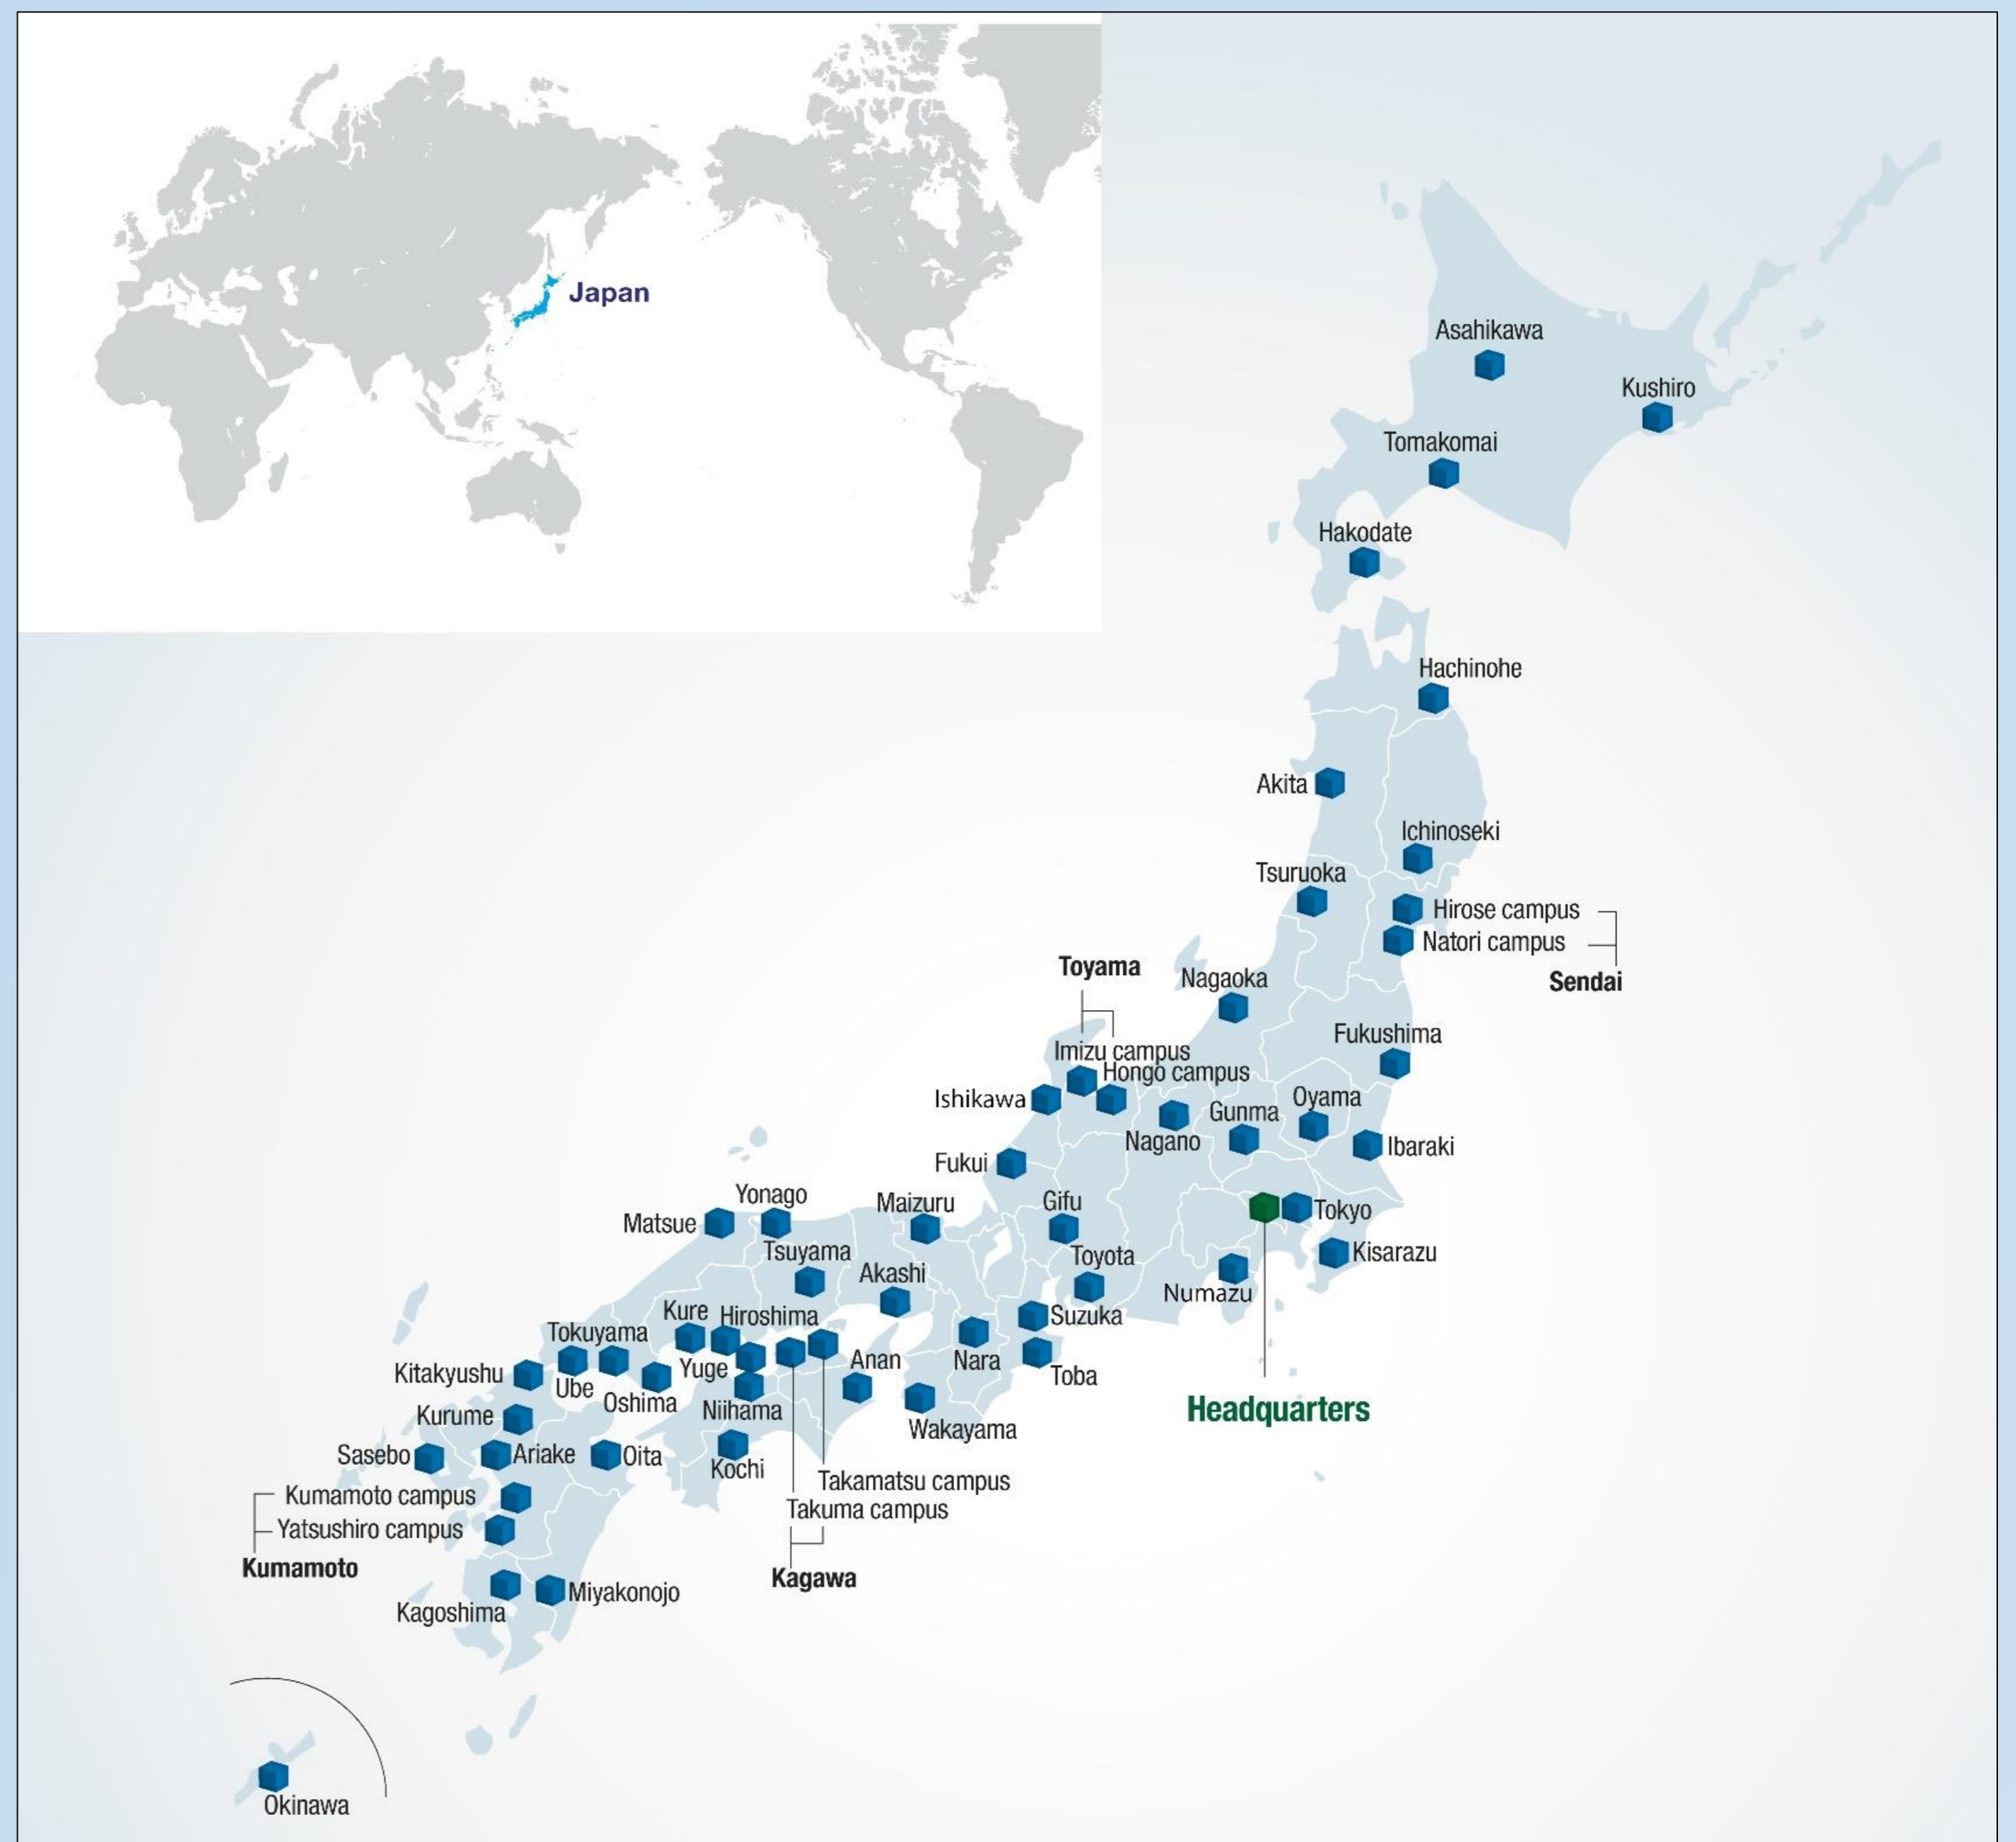 Japan
Asahikawa
Kushiro
Tomakomai
Hakodate
Hachinohe
Akita
Ichinoseki
Tsuruoka
Hirose campus
Natori campus
Sendai
Toyama
Nagaoka
Fukushima
Imizu campus
Hongo campus
Ishikawa
Oyama
Gunma
Nagano
Ibaraki
Fukui
Yonago
Maizuru
Gifu
Matsue
Tokyo
Tsuyama
Toyota
Kisarazu
Akashi
Numazu
Kure
Hiroshima
Suzuka
Tokuyama
Kitakyushu
Yuge
Anan
Nara
Toba
Ube
Oshima
Niihama
Headquarters
Kurume
Wakayama
Sasebo
Ariake
Oita
Kochi
Takamatsu campus
Kumamoto campus
Takuma campus
Yatsushiro campus
Kumamoto
Kagawa
Miyakonojo
Kagoshima
Okinawa